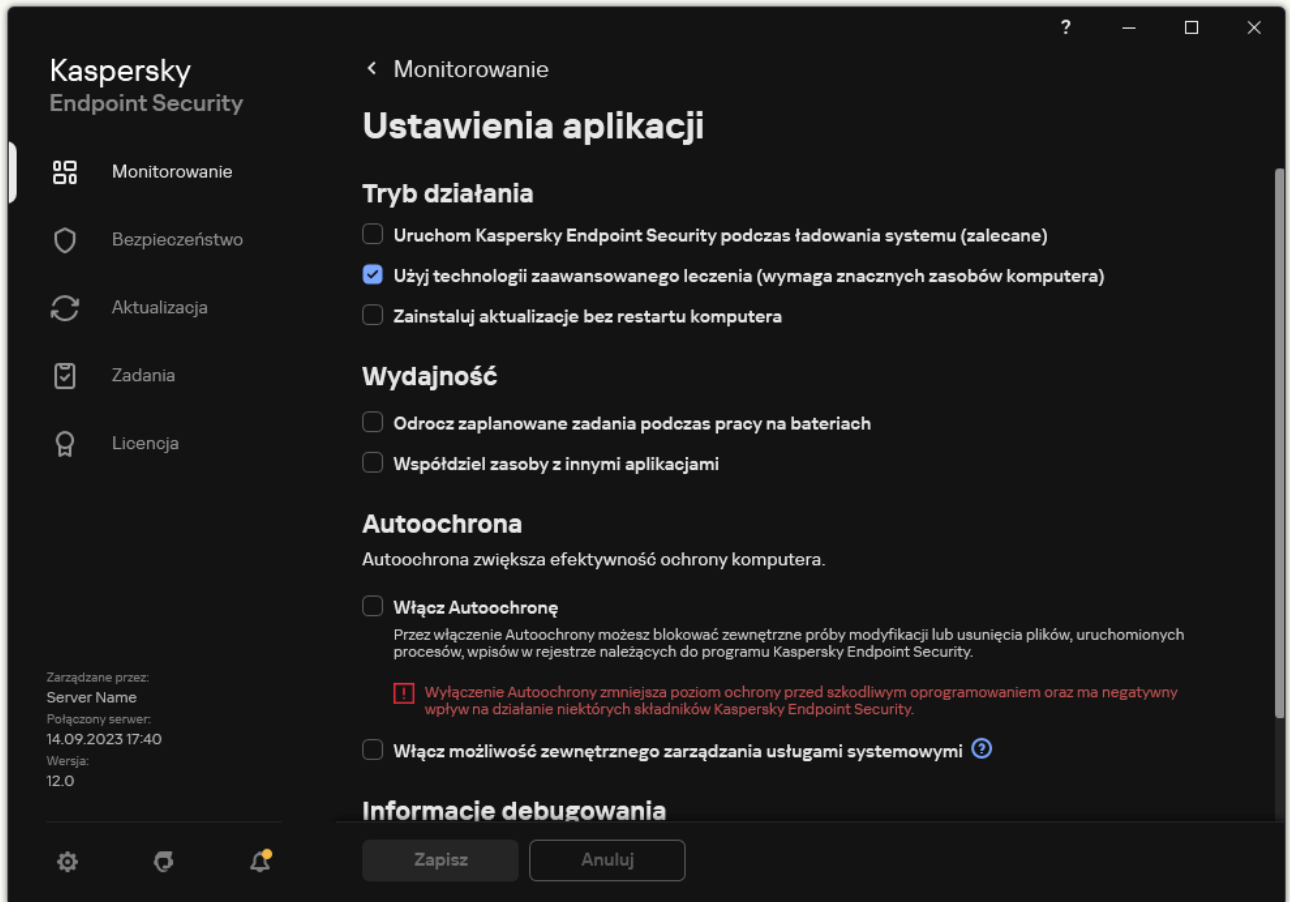 ?
Kaspersky
Endpoint Security
Monitorowanie
Bezpieczeństwo
Aktualizacja
Zadania
Licencja
Zarządzane przez:
Server Name
Połączony serwer:
14.09.2023 17:40
Wersja:
12.0
Monitorowanie
Ustawienia aplikacji
Tryb działania
Uruchom Kaspersky Endpoint Security podczas ładowania systemu (zalecane)
Użyj technologii zaawansowanego leczenia (wymaga znacznych zasobów komputera)
Zainstaluj aktualizacje bez restartu komputera
Wydajność
Odrocz zaplanowane zadania podczas pracy na bateriach
Współdziel zasoby z innymi aplikacjami
Autoochrona
Autoochrona zwiększa efektywność ochrony komputera.
Włącz Autoochronę
Przez włączenie Autoochrony możesz blokować zewnętrzne próby modyfikacji lub usunięcia plików, uruchomionych
procesów, wpisów w rejestrze należących do programu Kaspersky Endpoint Security.
! Wyłączenie Autoochrony zmniejsza poziom ochrony przed szkodliwym oprogramowaniem oraz ma negatywny
wpływ na działanie niektórych składników Kaspersky Endpoint Security.
Włącz możliwość zewnętrznego zarządzania usługami systemowymi ?
Informacje debugowania
Zapisz
Anuluj